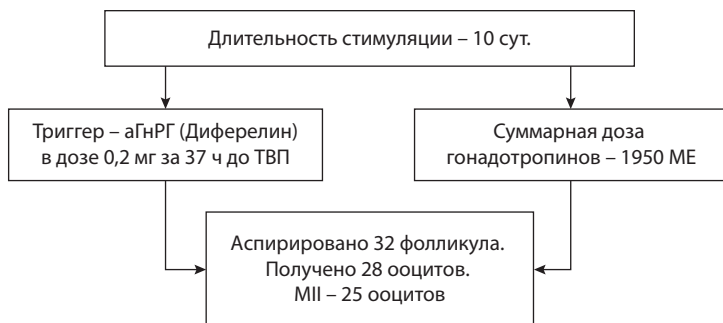 Длительность стимуляции – 10 сут.
Триггер – аГнРГ (Диферелин)
в дозе 0,2 мг за 37 ч до ТВП
Суммарная доза
гонадотропинов – 1950 МЕ
Аспирировано 32 фолликула.
Получено 28 ооцитов.
MII – 25 ооцитов